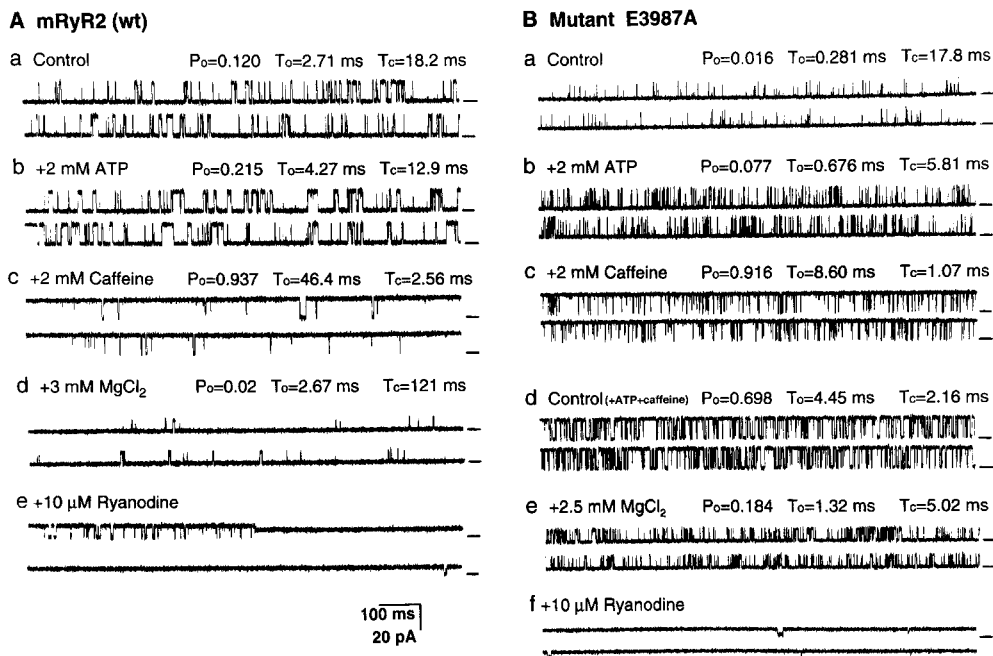 A mRyR2 (wt)
a Control Po=0.120 To=2.71 ms Tc=18.2 ms
b +2 mM ATP Po=0.215 To=4.27 ms Tc=12.9 ms
c +2 mM Caffeine Po=0.937 To=46.4 ms Tc=2.56 ms
d +3 mM MgCl2 Po=0.02 To=2.67 ms Tc=121 ms
e +10 µM Ryanodine
100 ms
20 pA
B Mutant E3987A
a Control Po=0.016 To=0.281 ms Tc=17.8 ms
b +2 mM ATP Po=0.077 To=0.676 ms Tc=5.81 ms
c +2 mM Caffeine Po=0.916 To=8.60 ms Tc=1.07 ms
d Control (+ATP+caffeine) Po=0.698 To=4.45 ms Tc=2.16 ms
e +2.5 mM MgCl2 Po=0.184 To=1.32 ms Tc=5.02 ms
f +10 µM Ryanodine